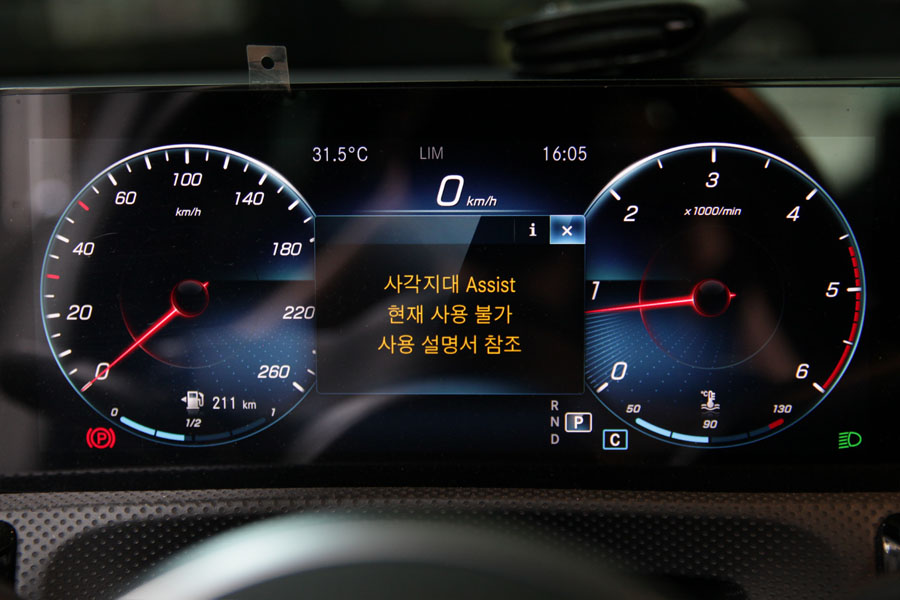 31.5°C LIM 16:05
0 km/h
i ×
사각지대 Assist
현재 사용 불가
사용 설명서 참조
0 20 40 60 100 140 180 220 260
km/h
0 1/2 1
211 km
0 1 2 3 4 5 6
x1000/min
°C
50 90 130
R
N P
D
C
(P)